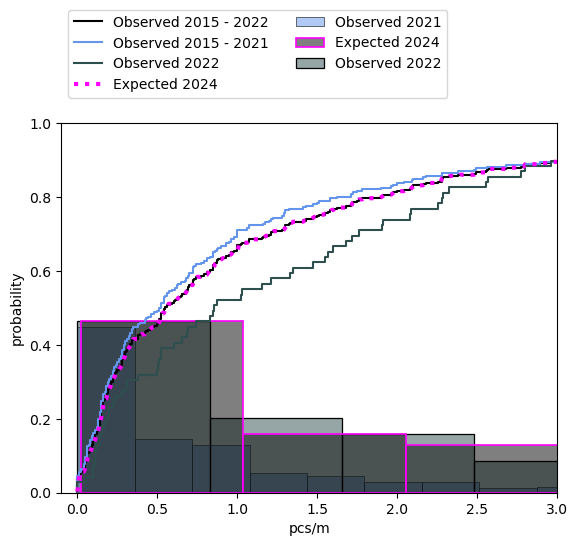 Observed 2015 - 2022
Observed 2015 - 2021
Observed 2022
Expected 2024
Observed 2021
Expected 2024
Observed 2022
1.0
0.8
0.6
0.4
0.2
0.0
probability
0.0 0.5 1.0 1.5 2.0 2.5 3.0
pcs/m